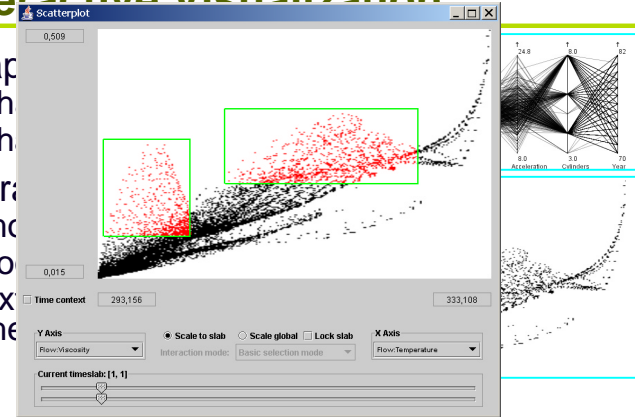 Scatterplot
0,509
0,015
Time context
293,156
333,108
Y Axis
Flow:Viscosity
Scale to slab
Scale global
Lock slab
Interaction mode:
Basic selection mode
X Axis
Flow:Temperature
Current timeslab: [1, 1]
24.8
8.0
82
8.0
3.0
70
Acceleration
Cylinders
Year